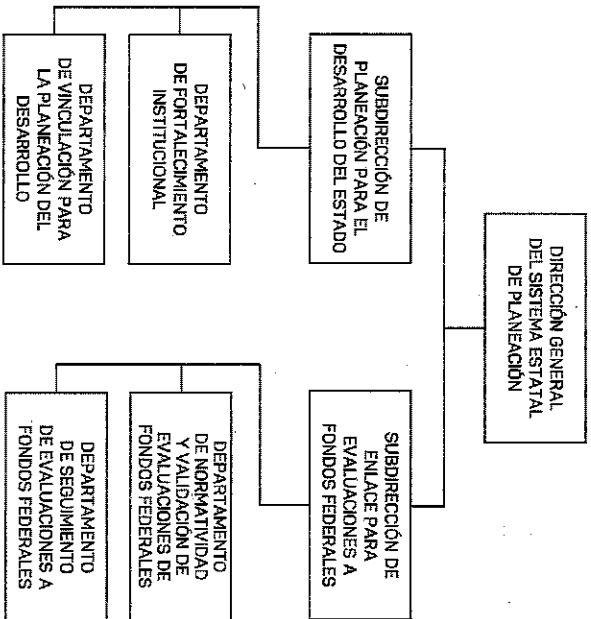 DIRECCIÓN GENERAL
DEL SISTEMA ESTATAL
DE PLANEACIÓN
SUBDIRECCIÓN DE
PLANEACIÓN PARA EL
DESARROLLO DEL ESTADO
DEPARTAMENTO
DE FORTALECIMIENTO
INSTITUCIONAL
DEPARTAMENTO
DE VINCULACIÓN PARA
LA PLANEACIÓN DEL
DESARROLLO
SUBDIRECCIÓN DE
ENLACE PARA
EVALUACIONES A
FONDOS FEDERALES
DEPARTAMENTO
DE NORMATIVIDAD
Y VALIDACIÓN DE
EVALUACIONES DE
FONDOS FEDERALES
DEPARTAMENTO
DE SEGUIMIENTO
DE EVALUACIONES A
FONDOS FEDERALES